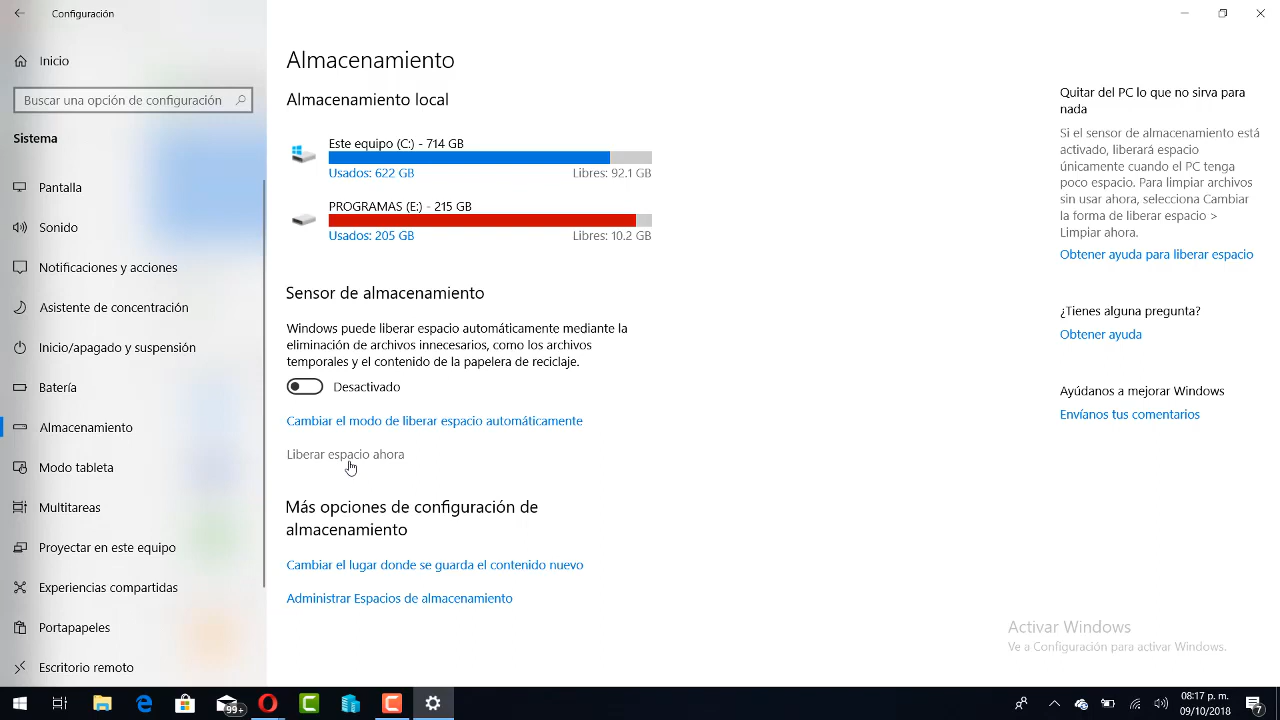 Configuración
Inicio
Buscar una opción de configuración
Sistema
Pantalla
Sonido
Notificaciones y acciones
Asistente de concentración
Inicio/apagado y suspensión
Batería
Almacenamiento
Modo tableta
Multitareas
Proyectar en este equipo
Experiencias compartidas
Portapapeles
Escritorio remoto
Almacenamiento
Almacenamiento local
Este equipo (C:) - 714 GB
Usados: 622 GB Libres: 92.1 GB
PROGRAMAS (E:) - 215 GB
Usados: 205 GB Libres: 10.2 GB
Sensor de almacenamiento
Windows puede liberar espacio automáticamente mediante la
eliminación de archivos innecesarios, como los archivos
temporales y el contenido de la papelera de reciclaje.
Desactivado
Cambiar el modo de liberar espacio automáticamente
Liberar espacio ahora
Más opciones de configuración de
almacenamiento
Cambiar el lugar donde se guarda el contenido nuevo
Administrar Espacios de almacenamiento
Quitar del PC lo que no sirva para
nada
Si el sensor de almacenamiento está
activado, liberará espacio
únicamente cuando el PC tenga
poco espacio. Para limpiar archivos
sin usar ahora, selecciona Cambiar
la forma de liberar espacio >
Limpiar ahora.
Obtener ayuda para liberar espacio
¿Tienes alguna pregunta?
Obtener ayuda
Ayúdanos a mejorar Windows
Envíanos tus comentarios
Activar Windows
Ve a Configuración para activar Windows.
99+
C
C
08:17 p. m.
09/10/2018
7